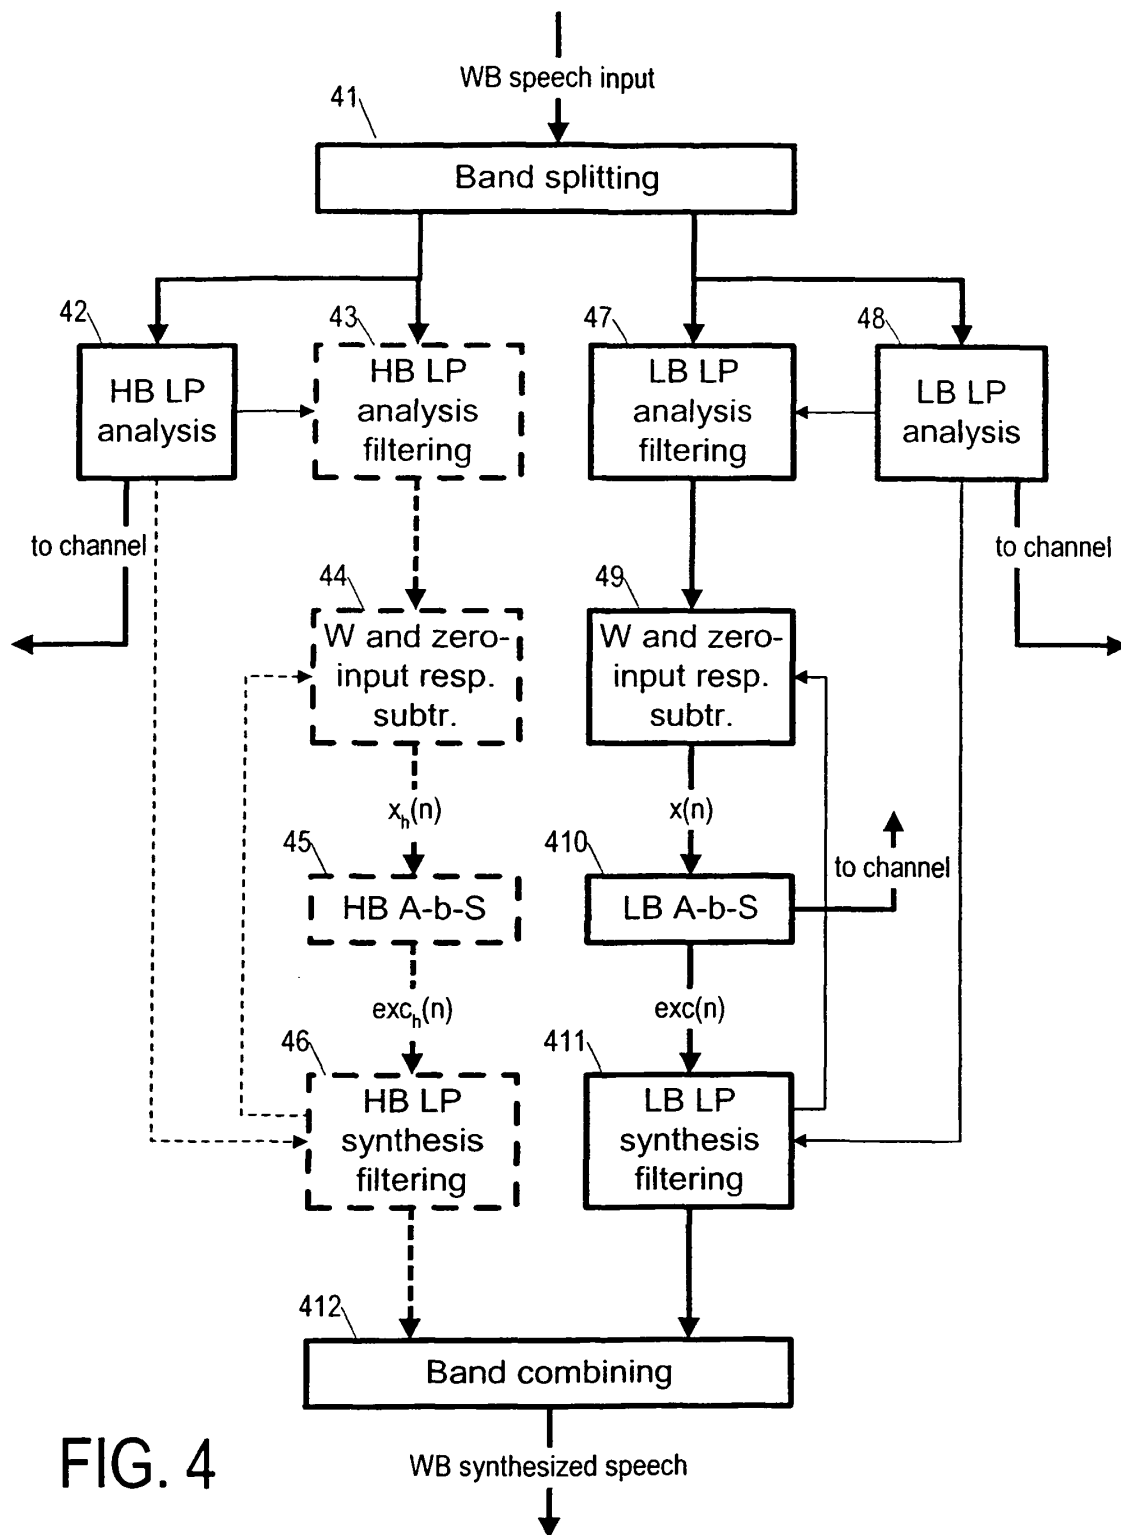 WB speech input
41
Band splitting
42
43
47
48
HB LP
analysis
HB LP
analysis
filtering
LB LP
analysis
filtering
LB LP
analysis
to channel
to channel
44
49
W and zero-
input resp.
subtr.
W and zero-
input resp.
subtr.
xh(n)
x(n)
45
410
to channel
HB A-b-S
LB A-b-S
exch(n)
exc(n)
46
411
HB LP
synthesis
filtering
LB LP
synthesis
filtering
412
Band combining
FIG. 4
WB synthesized speech